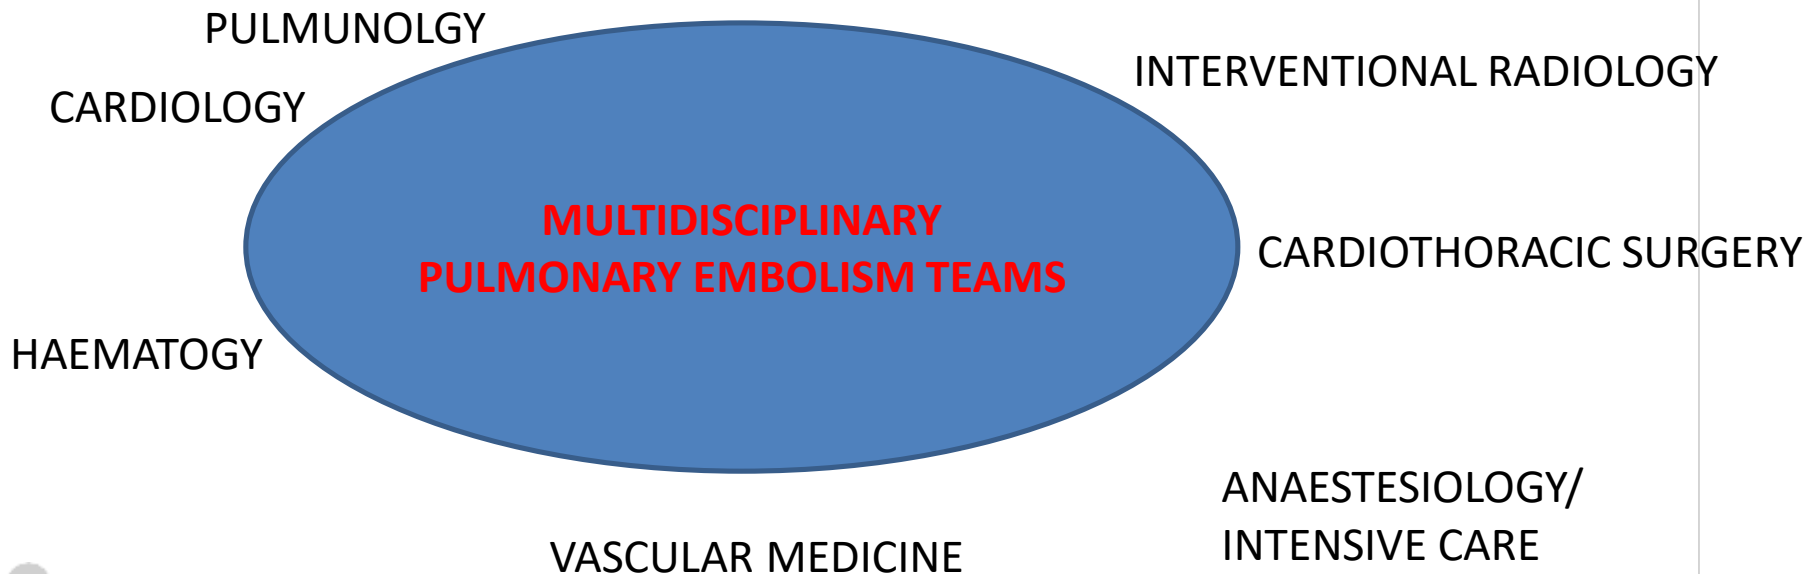 PULMUNOLGY
CARDIOLOGY
INTERVENTIONAL RADIOLOGY
MULTIDISCIPLINARY
PULMONARY EMBOLISM TEAMS
CARDIOTHORACIC SURGERY
HAEMATOGY
ANAESTESIOLOGY/
INTENSIVE CARE
VASCULAR MEDICINE